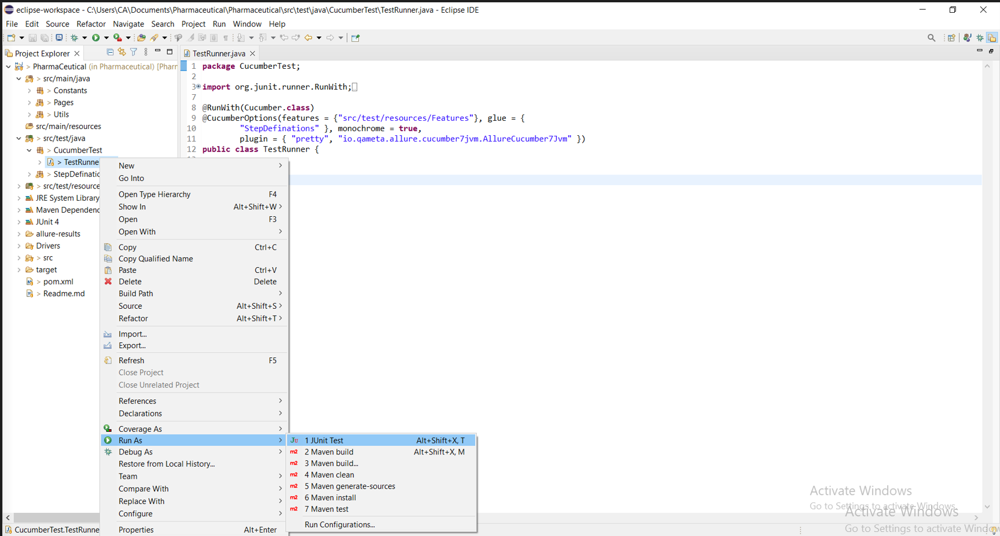 eclipse-workspace - C:\Users\CA\Documents\Pharmaceutical\Pharmaceutical\src\test\java\CucumberTest\TestRunner.java - Eclipse IDE
File Edit Source Refactor Navigate Search Project Run Window Help
Project Explorer
TestRunner.java
> PharmaCeutical (in Pharmaceutical) [Pharr
> src/main/java
> Constants
> Pages
> Utils
src/main/resources
> src/test/java
> CucumberTest
> TestRunne
> StepDefinatic
> src/test/resource
JRE System Library
Maven Dependenc
JUnit 4
allure-results
Drivers
> src
target
> pom.xml
> Readme.md
1 package CucumberTest;
2
3 import org.junit.runner.RunWith;
7
8 @RunWith(Cucumber.class)
9 @CucumberOptions(features = {"src/test/resources/Features"}, glue = {
10 "StepDefinations" }, monochrome = true,
11 plugin = { "pretty", "io.qameta.allure.cucumber7jvm.AllureCucumber7Jvm" })
12 public class TestRunner {
New
Go Into
Open Type Hierarchy F4
Show In Alt+Shift+W
Open F3
Open With
Copy Ctrl+C
Copy Qualified Name
Paste Ctrl+V
Delete Delete
Build Path
Source Alt+Shift+S
Refactor Alt+Shift+T
Import...
Export...
Refresh F5
Close Project
Close Unrelated Project
References
Declarations
Coverage As
Run As
Debug As
Restore from Local History...
Team
Compare With
Replace With
Configure
Properties Alt+Enter
Ju 1 JUnit Test Alt+Shift+X, T
m2 2 Maven build Alt+Shift+X, M
m2 3 Maven build...
m2 4 Maven clean
m2 5 Maven generate-sources
m2 6 Maven install
m2 7 Maven test
Run Configurations...
Activate Windows
Go to Settings to activate Windows.
Activate Windows
Go to Settings to activate Window
CucumberTest.TestRunne